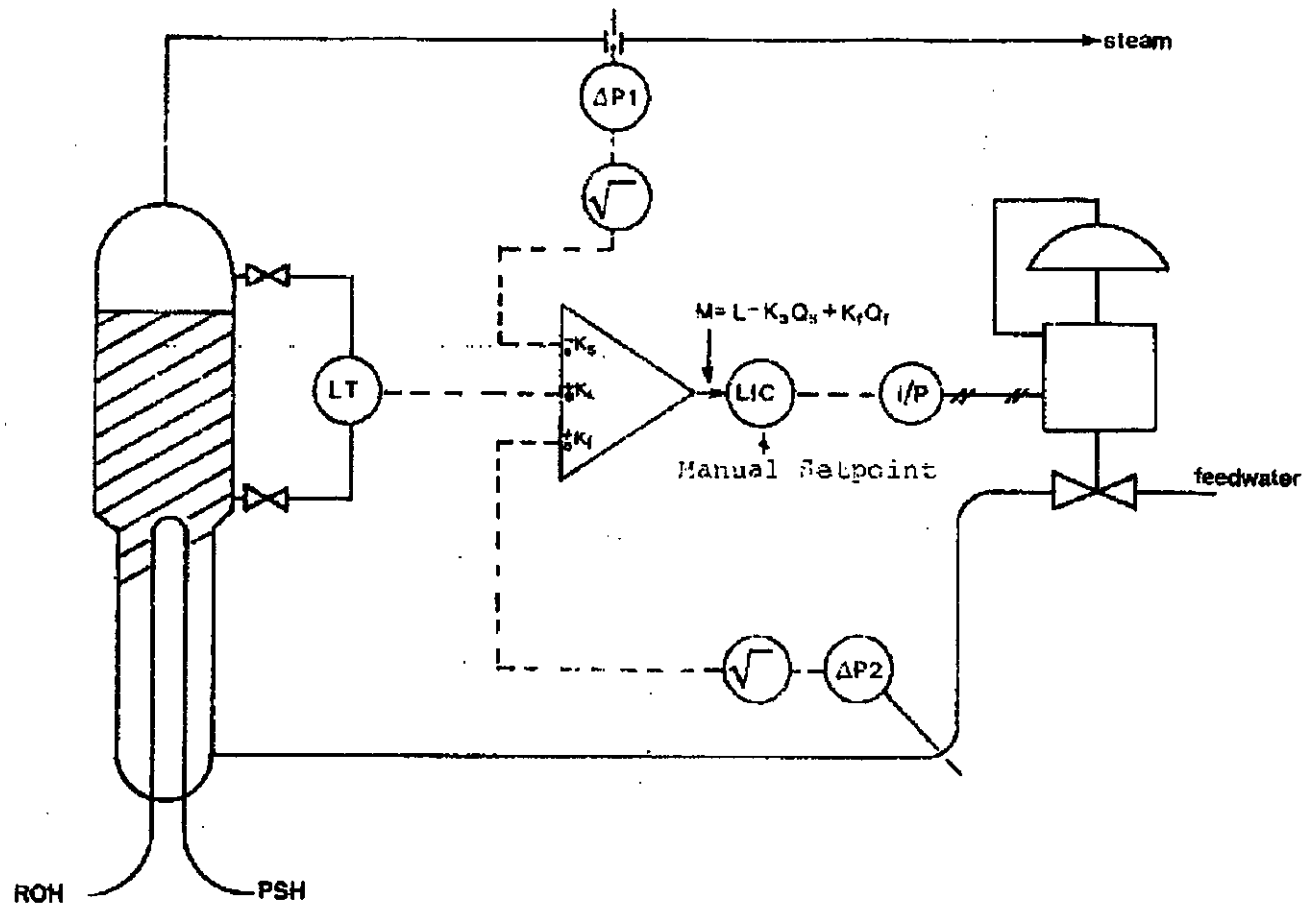 steam
ΔP1
√
M= L-KsQs + KfQf
-Ks
LT
+KL
LIC
i/P
+Kf
Manual Setpoint
feedwater
√
ΔP2
ROH
PSH